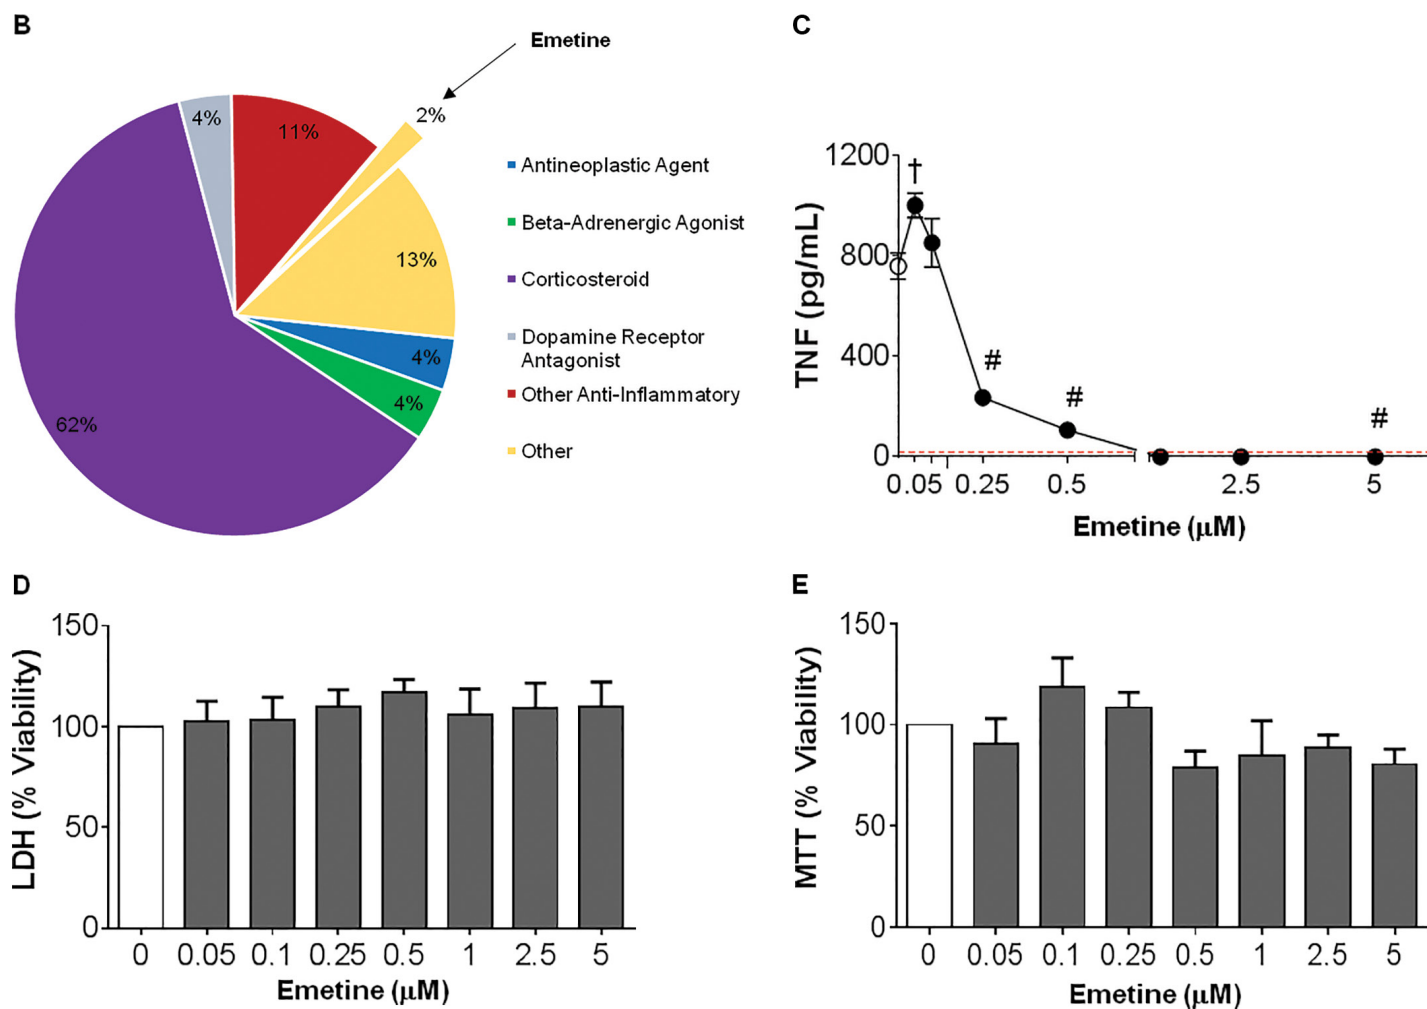 B
Emetine
2%
4%
11%
13%
4%
4%
62%
Antineoplastic Agent
Beta-Adrenergic Agonist
Corticosteroid
Dopamine Receptor
Antagonist
Other Anti-Inflammatory
Other
C
TNF (pg/mL)
1200
800
400
0
†
#
#
#
0.05 0.25 0.5 2.5 5
Emetine (µM)
D
LDH (% Viability)
150
100
50
0
0 0.05 0.1 0.25 0.5 1 2.5 5
Emetine (µM)
E
MTT (% Viability)
150
100
50
0
0 0.05 0.1 0.25 0.5 1 2.5 5
Emetine (µM)